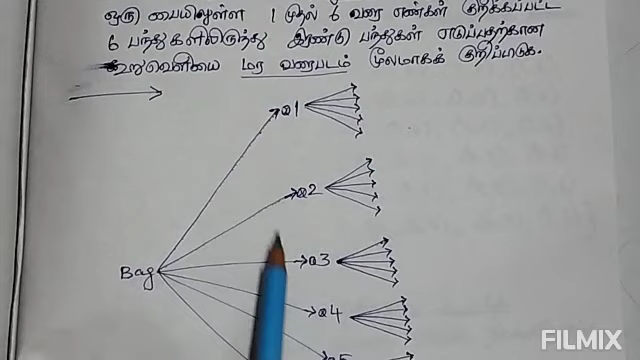 ஒரு பையிலுள்ள 1 முதல் 6 வரை எண்கள் குறிக்கப்பட்ட
6 பந்துகளிலிருந்து இரண்டு பந்துகள் எடுப்பதற்கான
கூறுவெளியை மர வரைபடம் மூலமாகக் குறிப்பிடுக.
1
2
Bag
3
4
5
FILMIX